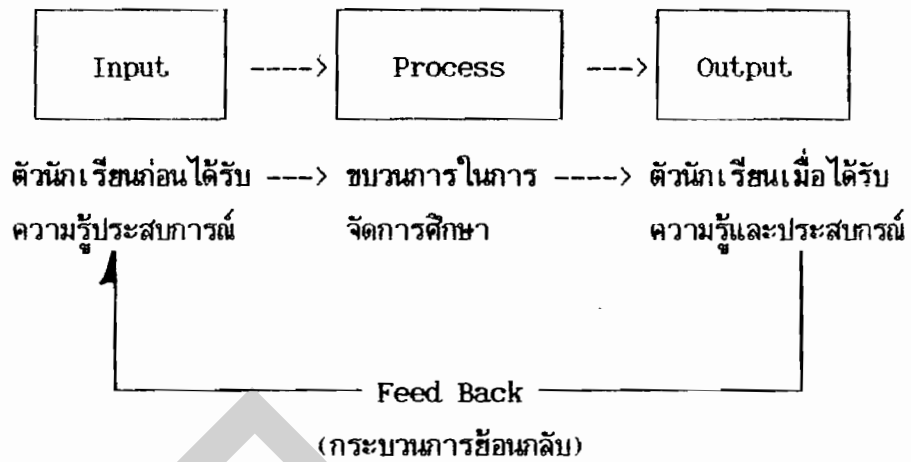 Input ----> Process ---> Output
ตัวนักเรียนก่อนได้รับ ---> ขบวนการในการ ----> ตัวนักเรียนเมื่อได้รับ
ความรู้ประสบการณ์ จัดการศึกษา ความรู้และประสบกรณ์
Feed Back
(กระบวนการย้อนกลับ)